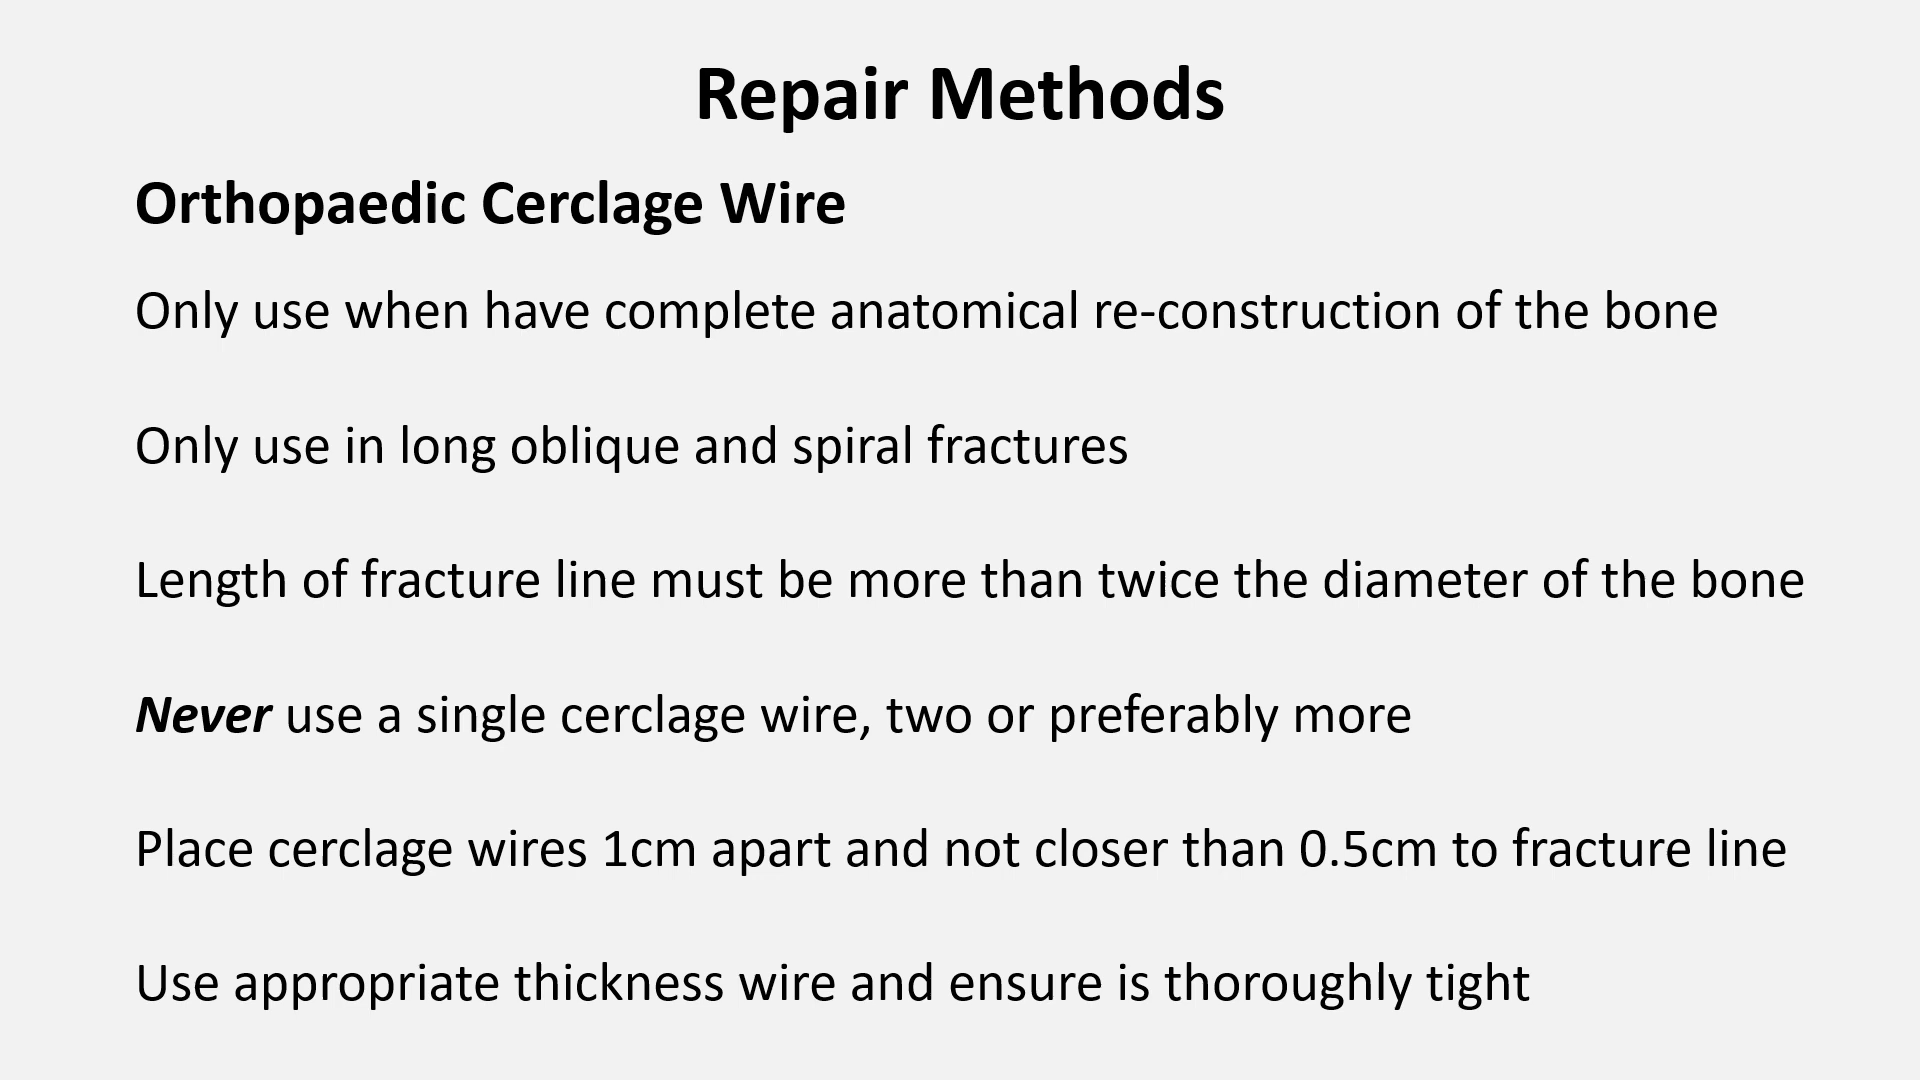 Repair Methods
Orthopaedic Cerclage Wire
Only use when have complete anatomical re-construction of the bone
Only use in long oblique and spiral fractures
Length of fracture line must be more than twice the diameter of the bone
Never use a single cerclage wire, two or preferably more
Place cerclage wires 1cm apart and not closer than 0.5cm to fracture line
Use appropriate thickness wire and ensure is thoroughly tight